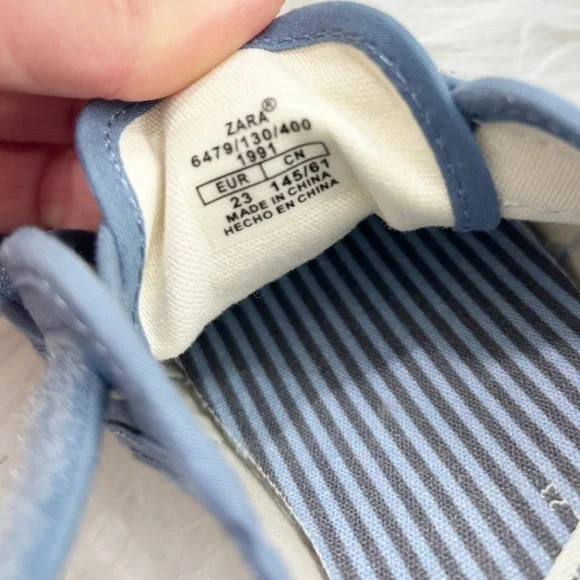 ZARA®
6479/130/400
1991
EUR CN
23 145/61
MADE IN CHINA
HECHO EN CHINA